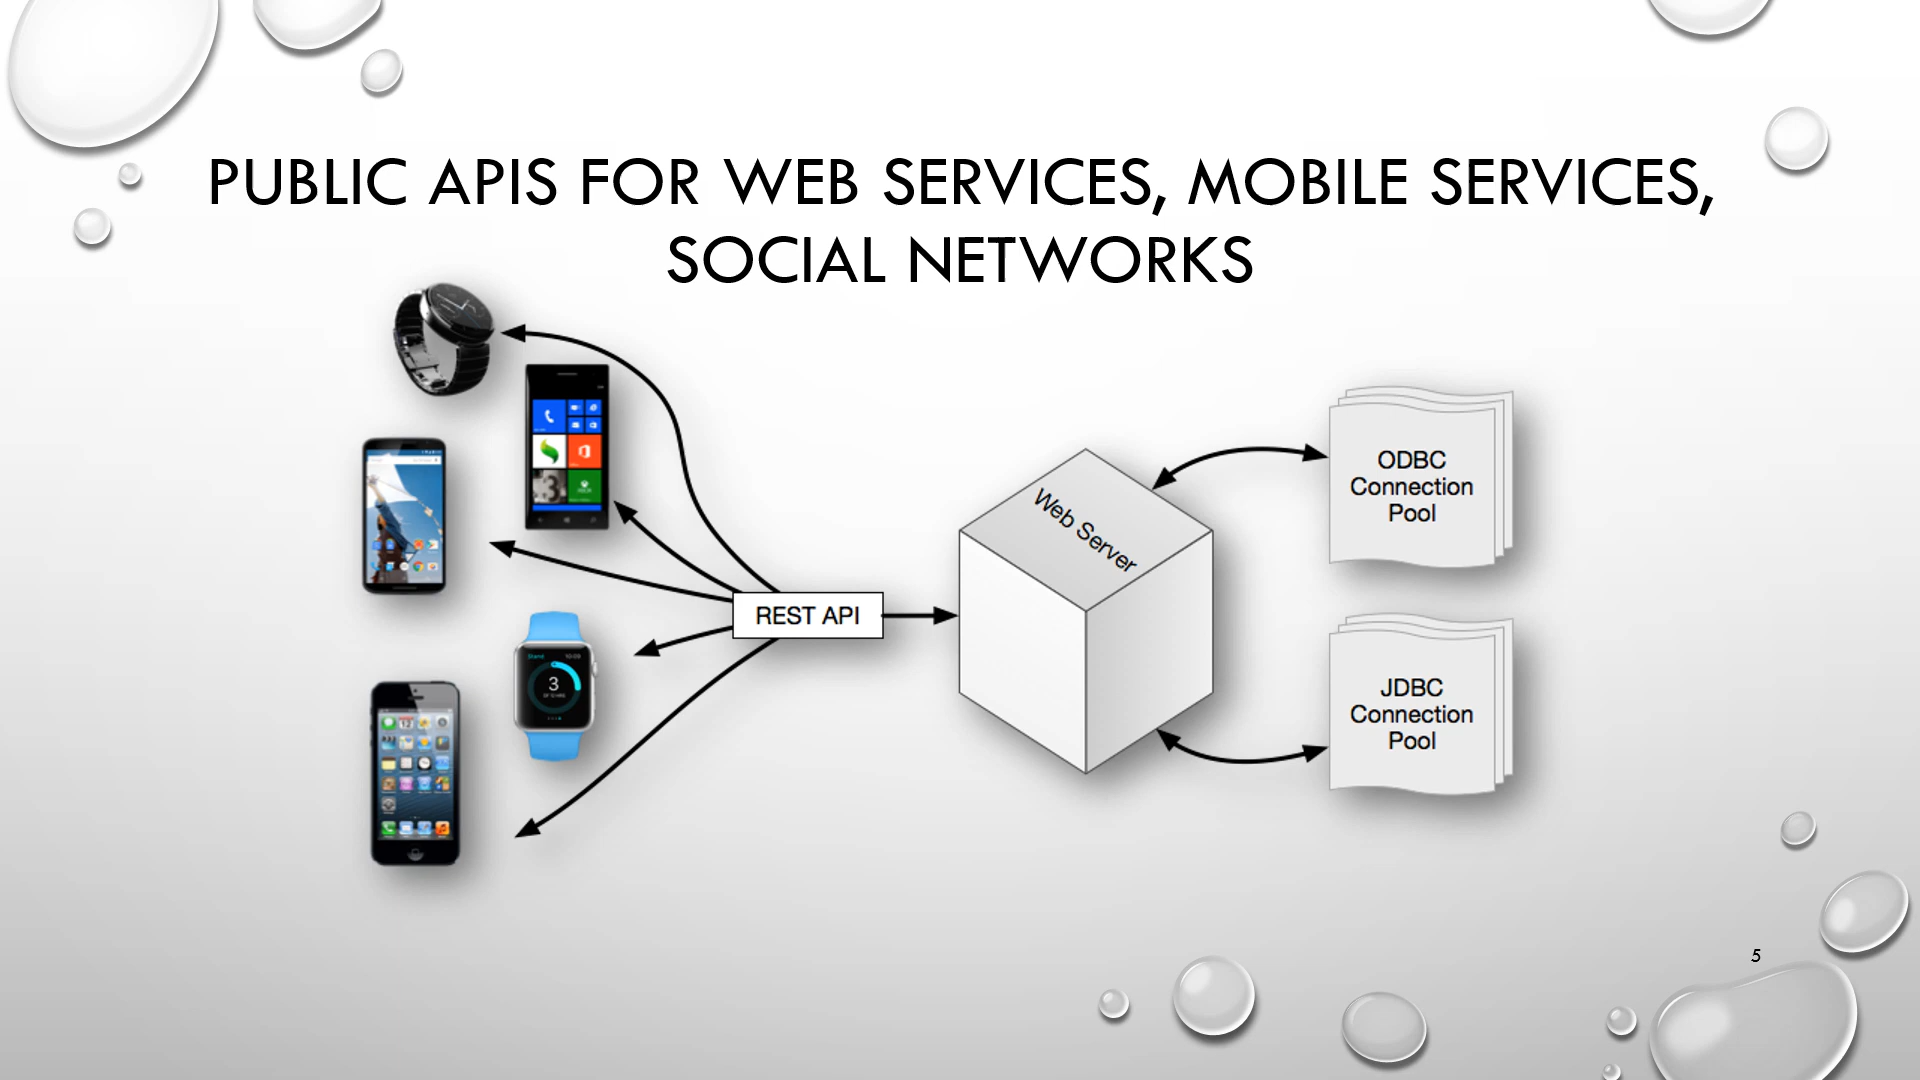 PUBLIC APIS FOR WEB SERVICES, MOBILE SERVICES,
SOCIAL NETWORKS
REST API
Web Server
ODBC
Connection
Pool
JDBC
Connection
Pool
3
5